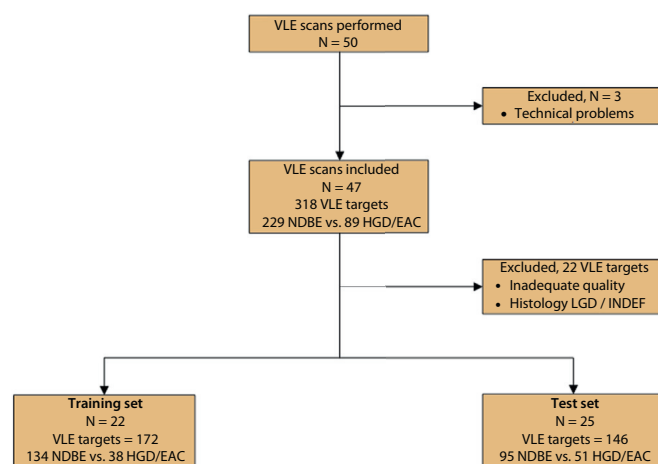 VLE scans performed
N = 50
Excluded, N = 3
• Technical problems
VLE scans included
N = 47
318 VLE targets
229 NDBE vs. 89 HGD/EAC
Excluded, 22 VLE targets
• Inadequate quality
• Histology LGD / INDEF
Training set
N = 22
VLE targets = 172
134 NDBE vs. 38 HGD/EAC
Test set
N = 25
VLE targets = 146
95 NDBE vs. 51 HGD/EAC